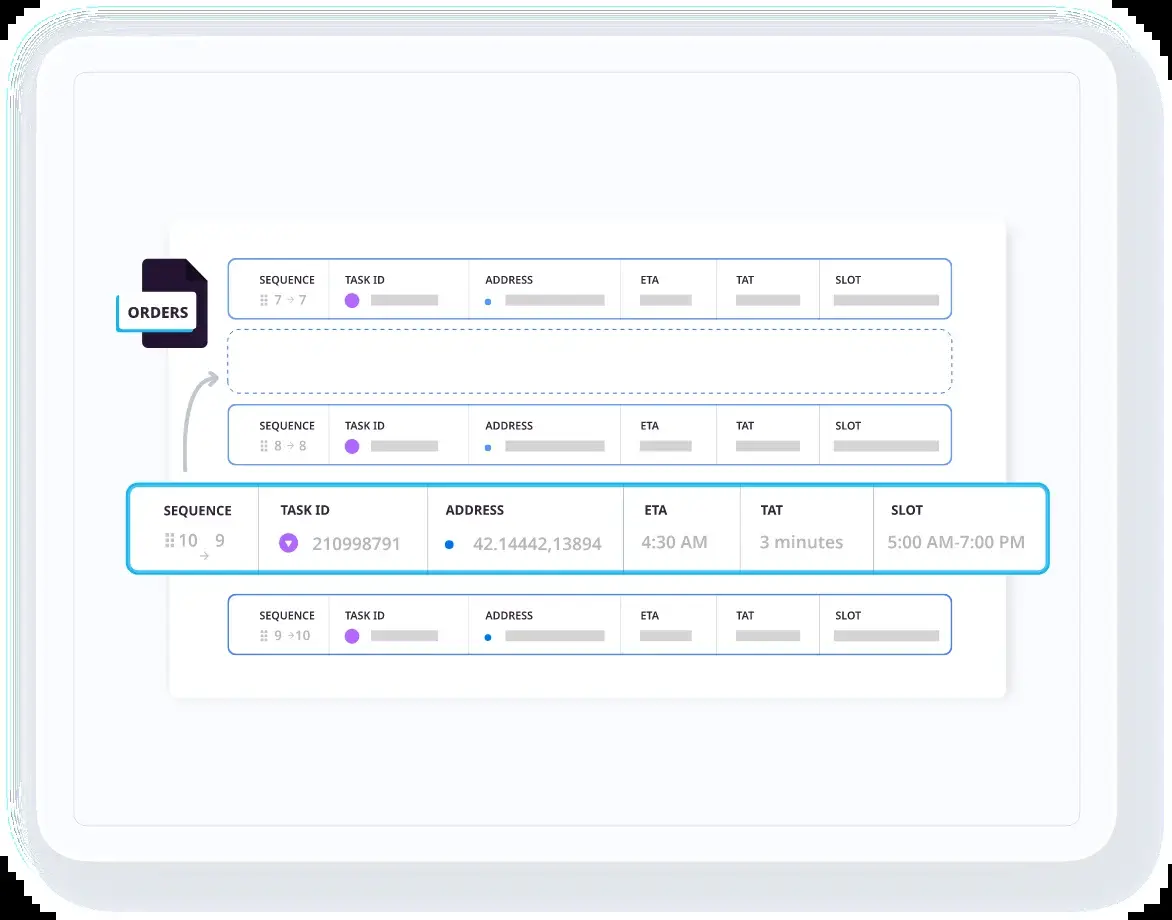 SEQUENCE TASK ID ADDRESS ETA TAT SLOT
7 → 7
ORDERS
SEQUENCE TASK ID ADDRESS ETA TAT SLOT
8 → 8
SEQUENCE TASK ID ADDRESS ETA TAT SLOT
10 → 9 210998791 42.14442,13894 4:30 AM 3 minutes 5:00 AM-7:00 PM
SEQUENCE TASK ID ADDRESS ETA TAT SLOT
9 →10